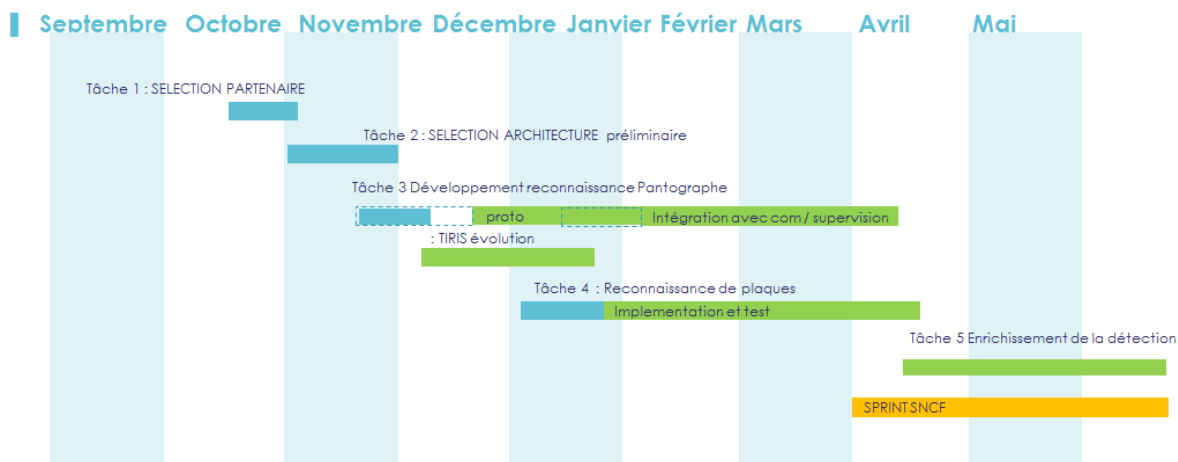 Septembre Octobre Novembre Décembre Janvier Février Mars Avril Mai
Tâche 1 : SELECTION PARTENAIRE
Tâche 2 : SELECTION ARCHITECTURE préliminaire
Tâche 3 Développement reconnaissance Pantographe
proto Intégration avec com / supervision
: TIRIS évolution
Tâche 4 : Reconnaissance de plaques
Implementation et test
Tâche 5 Enrichissement de la détection
SPRINT SNCF